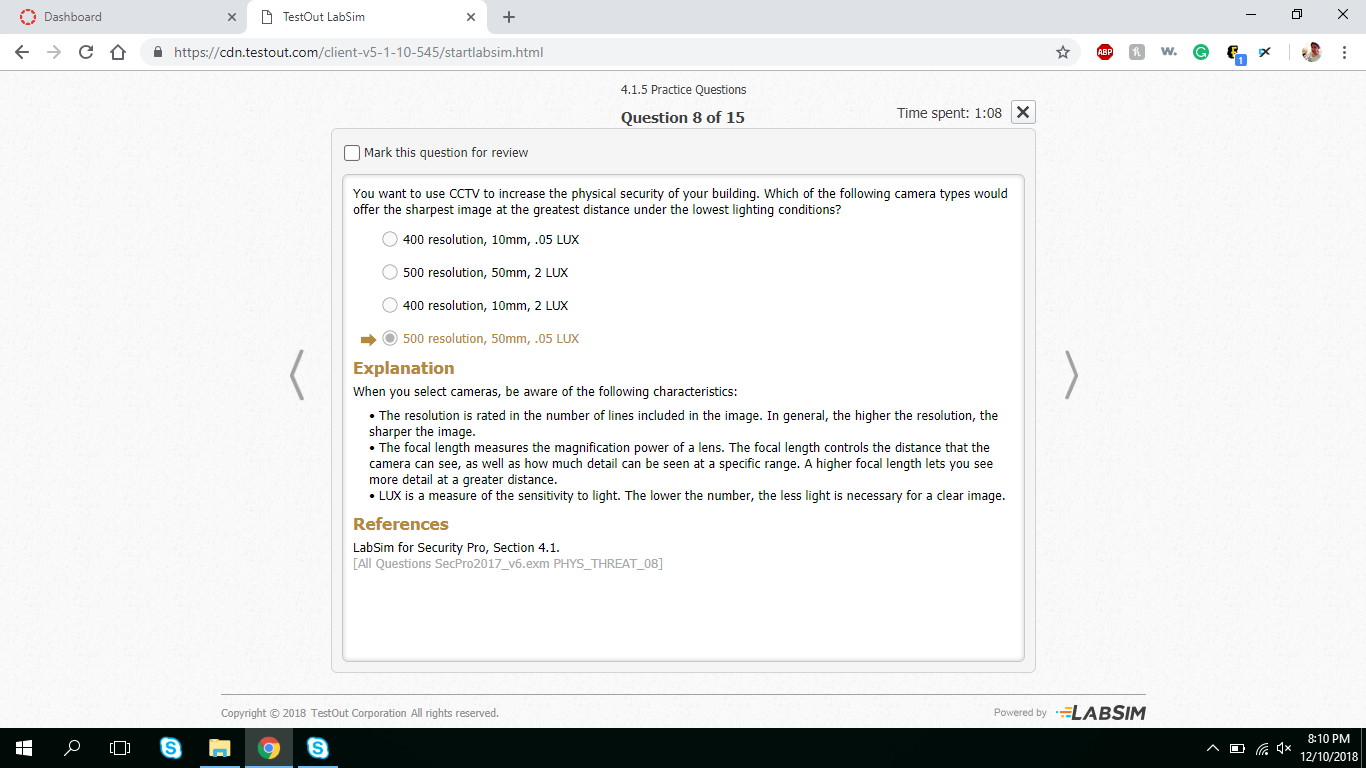 Dashboard
TestOut LabSim
https://cdn.testout.com/client-v5-1-10-545/startlabsim.html
ABP
w.
1
4.1.5 Practice Questions
Question 8 of 15
Time spent: 1:08
Mark this question for review
You want to use CCTV to increase the physical security of your building. Which of the following camera types would
offer the sharpest image at the greatest distance under the lowest lighting conditions?
400 resolution, 10mm, .05 LUX
500 resolution, 50mm, 2 LUX
400 resolution, 10mm, 2 LUX
500 resolution, 50mm, .05 LUX
Explanation
When you select cameras, be aware of the following characteristics:
• The resolution is rated in the number of lines included in the image. In general, the higher the resolution, the
sharper the image.
• The focal length measures the magnification power of a lens. The focal length controls the distance that the
camera can see, as well as how much detail can be seen at a specific range. A higher focal length lets you see
more detail at a greater distance.
• LUX is a measure of the sensitivity to light. The lower the number, the less light is necessary for a clear image.
References
LabSim for Security Pro, Section 4.1.
[All Questions SecPro2017_v6.exm PHYS_THREAT_08]
Copyright © 2018 TestOut Corporation All rights reserved.
Powered by LABSIM
8:10 PM
12/10/2018